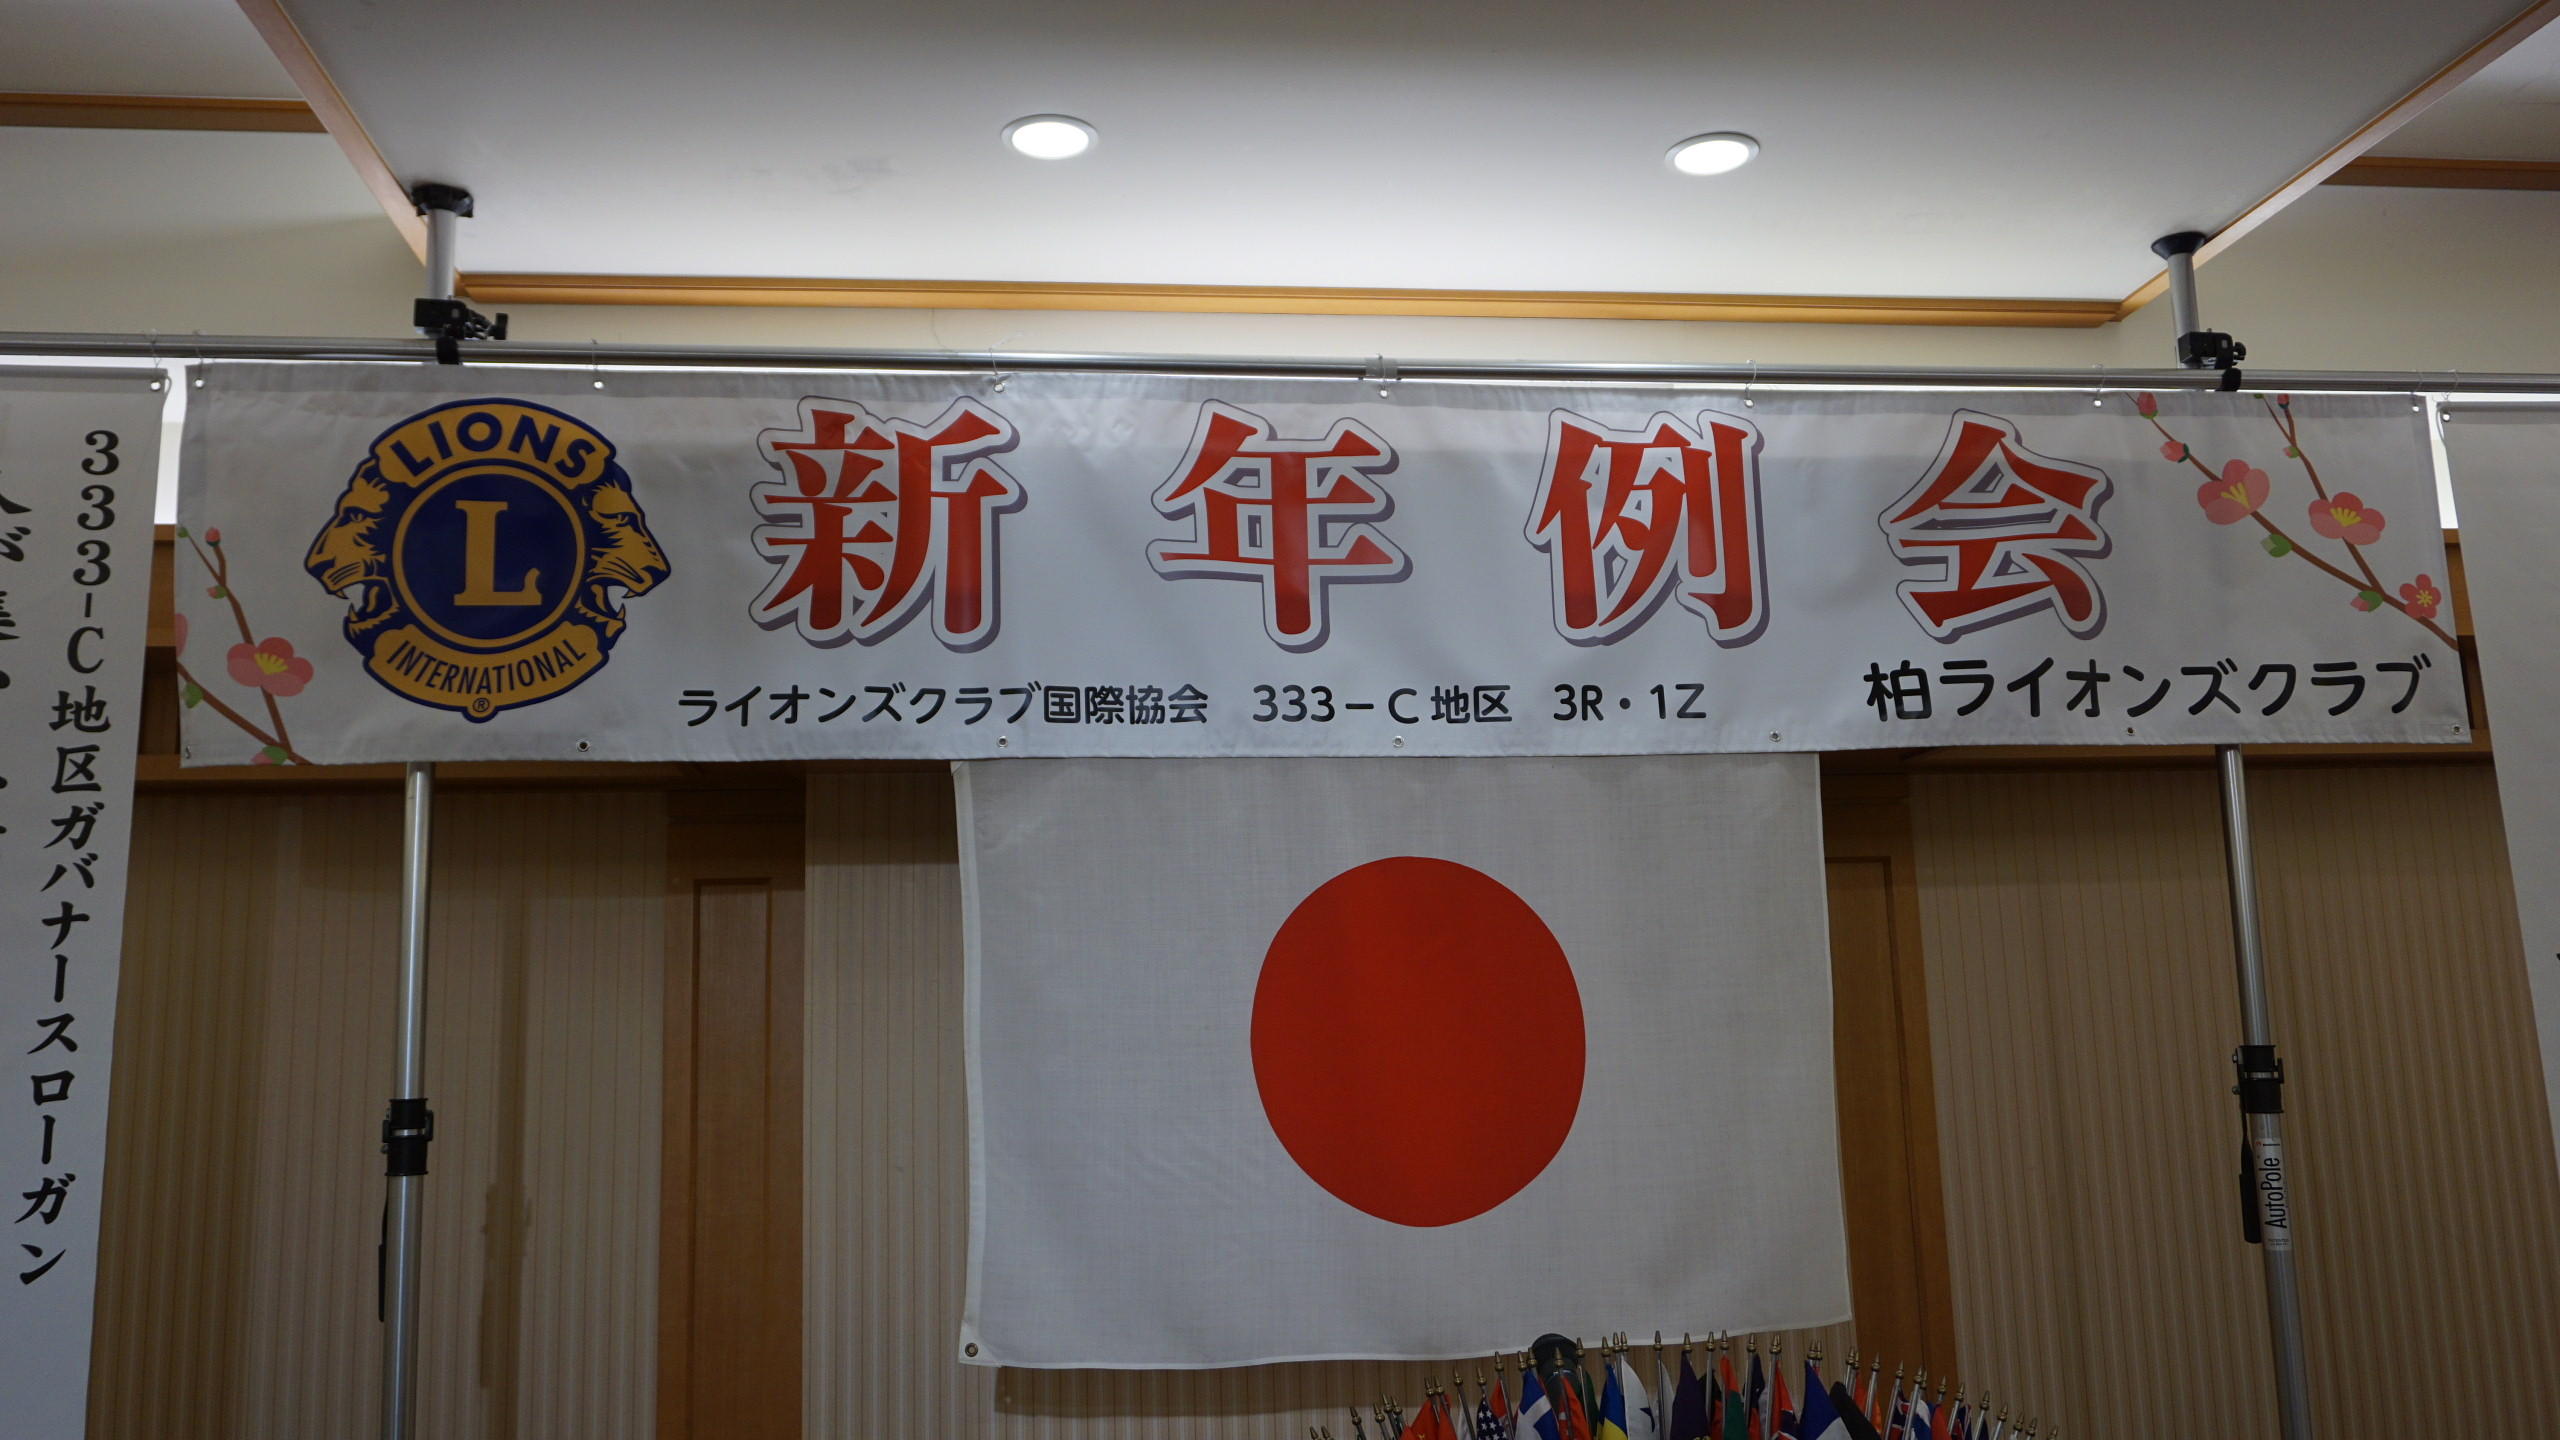 LIONS
L
INTERNATIONAL
®
新年例会
ライオンズクラブ国際協会 333－C地区 3R・1Z
柏ライオンズクラブ
333-C地区ガバナースローガン
AutoPole